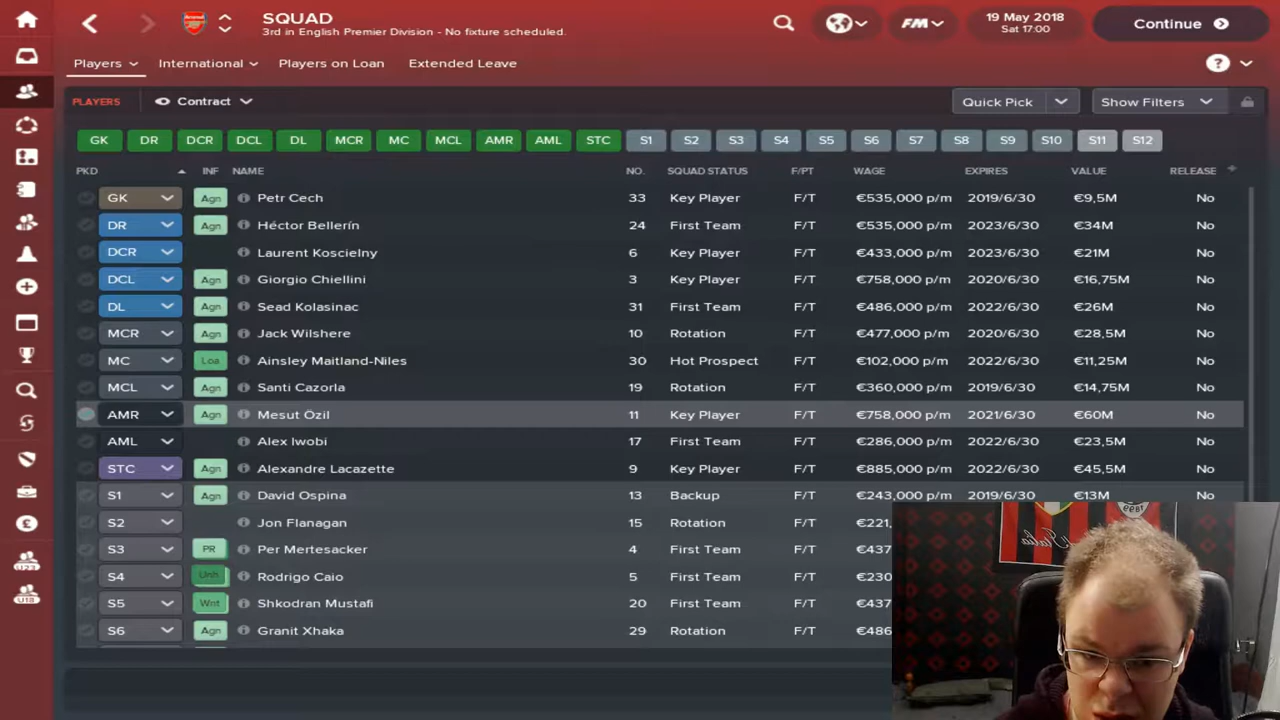 SQUAD
3rd in English Premier Division - No fixture scheduled.
FM
19 May 2018
Sat 17:00
Continue
Players International Players on Loan Extended Leave
?
PLAYERS Contract Quick Pick Show Filters
GK DR DCR DCL DL MCR MC MCL AMR AML STC S1 S2 S3 S4 S5 S6 S7 S8 S9 S10 S11 S12
PKD INF NAME NO. SQUAD STATUS F/PT WAGE EXPIRES VALUE RELEASE
GK Agn Petr Cech 33 Key Player F/T €535,000 p/m 2019/6/30 €9,5M No
DR Agn Héctor Bellerín 24 First Team F/T €535,000 p/m 2023/6/30 €34M No
DCR Laurent Koscielny 6 Key Player F/T €433,000 p/m 2023/6/30 €21M No
DCL Agn Giorgio Chiellini 3 Key Player F/T €758,000 p/m 2019/6/30 €16,75M No
DL Agn Sead Kolasinac 31 First Team F/T €486,000 p/m 2022/6/30 €26M No
MCR Agn Jack Wilshere 10 Rotation F/T €477,000 p/m 2020/6/30 €28,5M No
MC Loa Ainsley Maitland-Niles 30 Hot Prospect F/T €102,000 p/m 2022/6/30 €11,25M No
MCL Agn Santi Cazorla 19 Rotation F/T €360,000 p/m 2019/6/30 €14,75M No
AMR Agn Mesut Özil 11 Key Player F/T €758,000 p/m 2021/6/30 €60M No
AML Alex Iwobi 17 First Team F/T €286,000 p/m 2022/6/30 €23,5M No
STC Agn Alexandre Lacazette 9 Key Player F/T €885,000 p/m 2022/6/30 €45,5M No
S1 Agn David Ospina 13 Backup F/T €243,000 p/m 2019/6/30 €13M No
S2 Jon Flanagan 15 Rotation F/T €221,
S3 PR Per Mertesacker 4 First Team F/T €437
S4 Unh Rodrigo Caio 5 First Team F/T €230
S5 Wnt Shkodran Mustafi 20 First Team F/T €437
S6 Agn Granit Xhaka 29 Rotation F/T €486
U23
U18